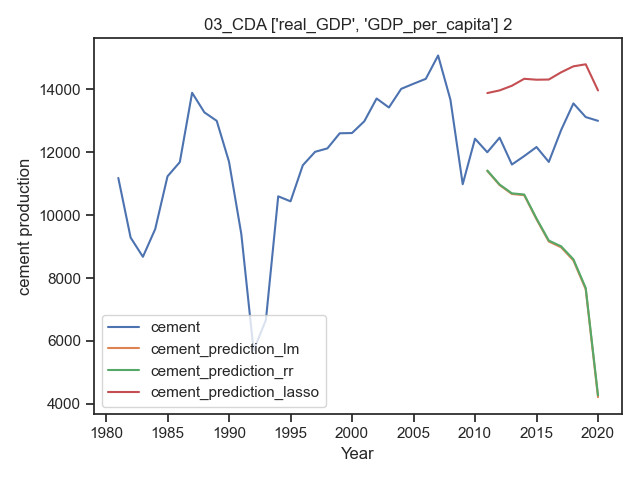 03_CDA ['real_GDP', 'GDP_per_capita'] 2
cement production
14000
12000
10000
8000
6000
4000
cement
cement_prediction_lm
cement_prediction_rr
cement_prediction_lasso
1980 1985 1990 1995 2000 2005 2010 2015 2020
Year